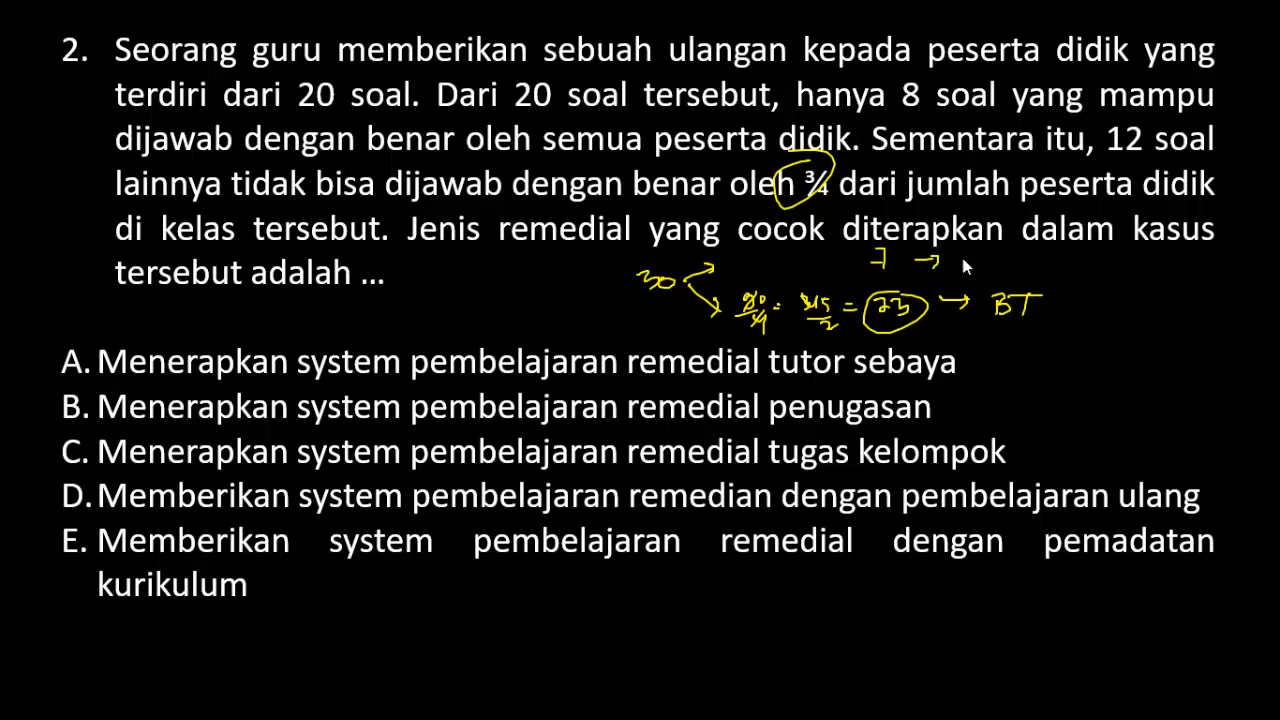 2. Seorang guru memberikan sebuah ulangan kepada peserta didik yang
terdiri dari 20 soal. Dari 20 soal tersebut, hanya 8 soal yang mampu
dijawab dengan benar oleh semua peserta didik. Sementara itu, 12 soal
lainnya tidak bisa dijawab dengan benar oleh ¾ dari jumlah peserta didik
di kelas tersebut. Jenis remedial yang cocok diterapkan dalam kasus
tersebut adalah ...
7 →
30
= 23 → BT
A. Menerapkan system pembelajaran remedial tutor sebaya
B. Menerapkan system pembelajaran remedial penugasan
C. Menerapkan system pembelajaran remedial tugas kelompok
D. Memberikan system pembelajaran remedian dengan pembelajaran ulang
E. Memberikan system pembelajaran remedial dengan pemadatan
kurikulum